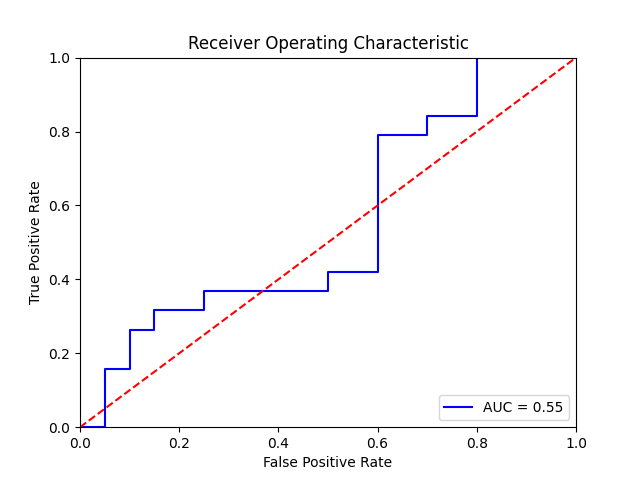 Receiver Operating Characteristic
1.0
0.8
0.6
0.4
0.2
0.0
True Positive Rate
AUC = 0.55
0.0 0.2 0.4 0.6 0.8 1.0
False Positive Rate